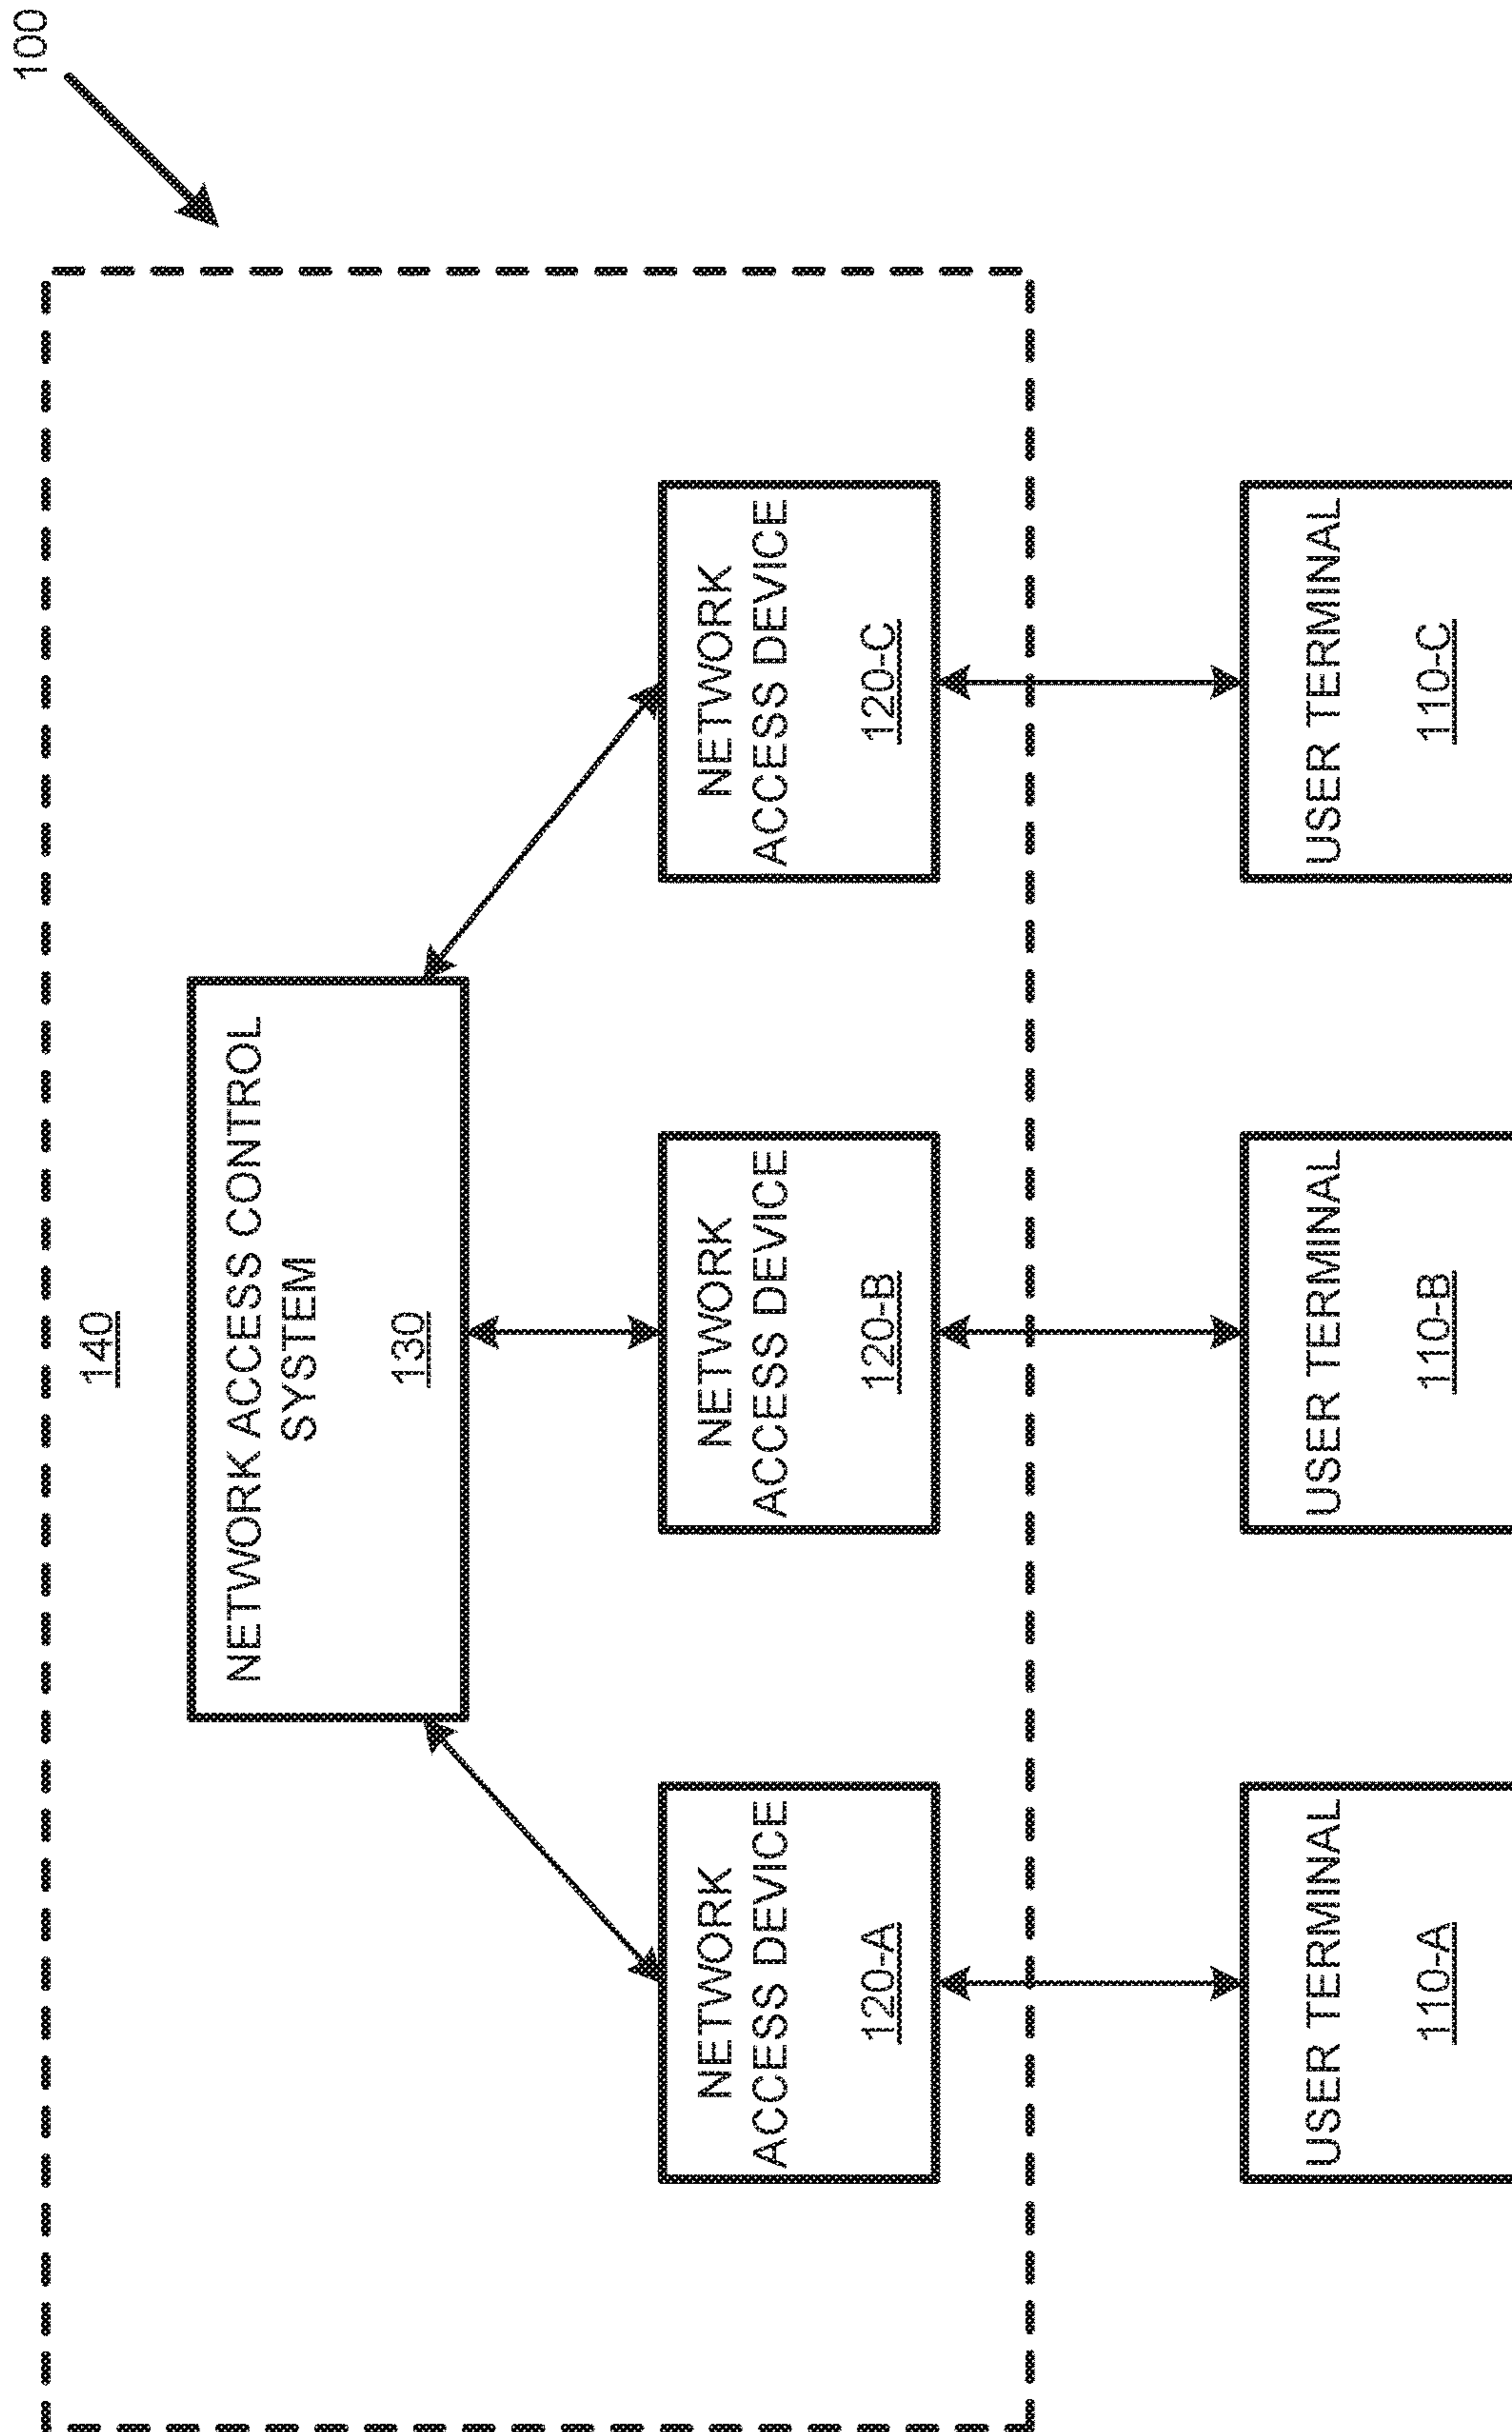 100
140
NETWORK ACCESS CONTROL
SYSTEM
130
NETWORK
ACCESS DEVICE
120-A
NETWORK
ACCESS DEVICE
120-B
NETWORK
ACCESS DEVICE
120-C
USER TERMINAL
110-A
USER TERMINAL
110-B
USER TERMINAL
110-C